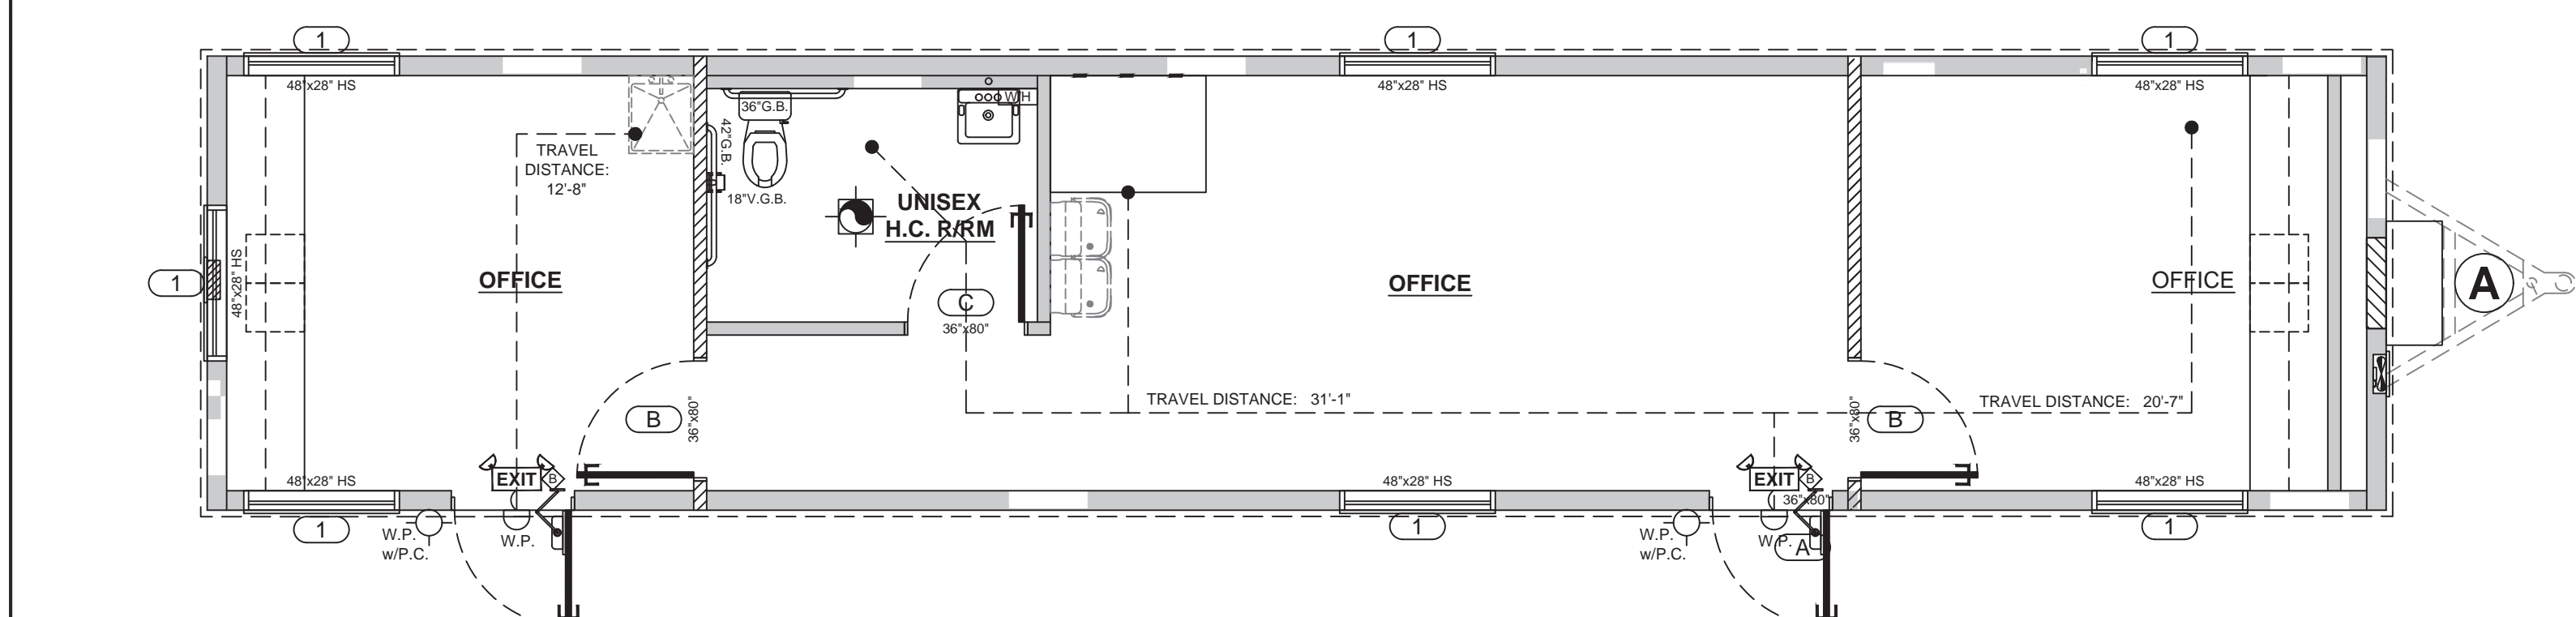 1
1
1
48"x28" HS
48"x28" HS
48"x28" HS
36"G.B.
W/H
42"G.B.
TRAVEL
DISTANCE:
12'-8"
18"V.G.B.
UNISEX
H.C. R/RM
1
48"x28" HS
OFFICE
OFFICE
OFFICE
A
C
36"x80"
TRAVEL DISTANCE: 31'-1"
TRAVEL DISTANCE: 20'-7"
B
36"x80"
36"x80"
B
48"x28" HS
EXIT
B
48"x28" HS
EXIT
B
48"x28" HS
36"x80"
1
1
1
W.P.
w/P.C.
W.P.
W.P.
w/P.C.
W.P.
A